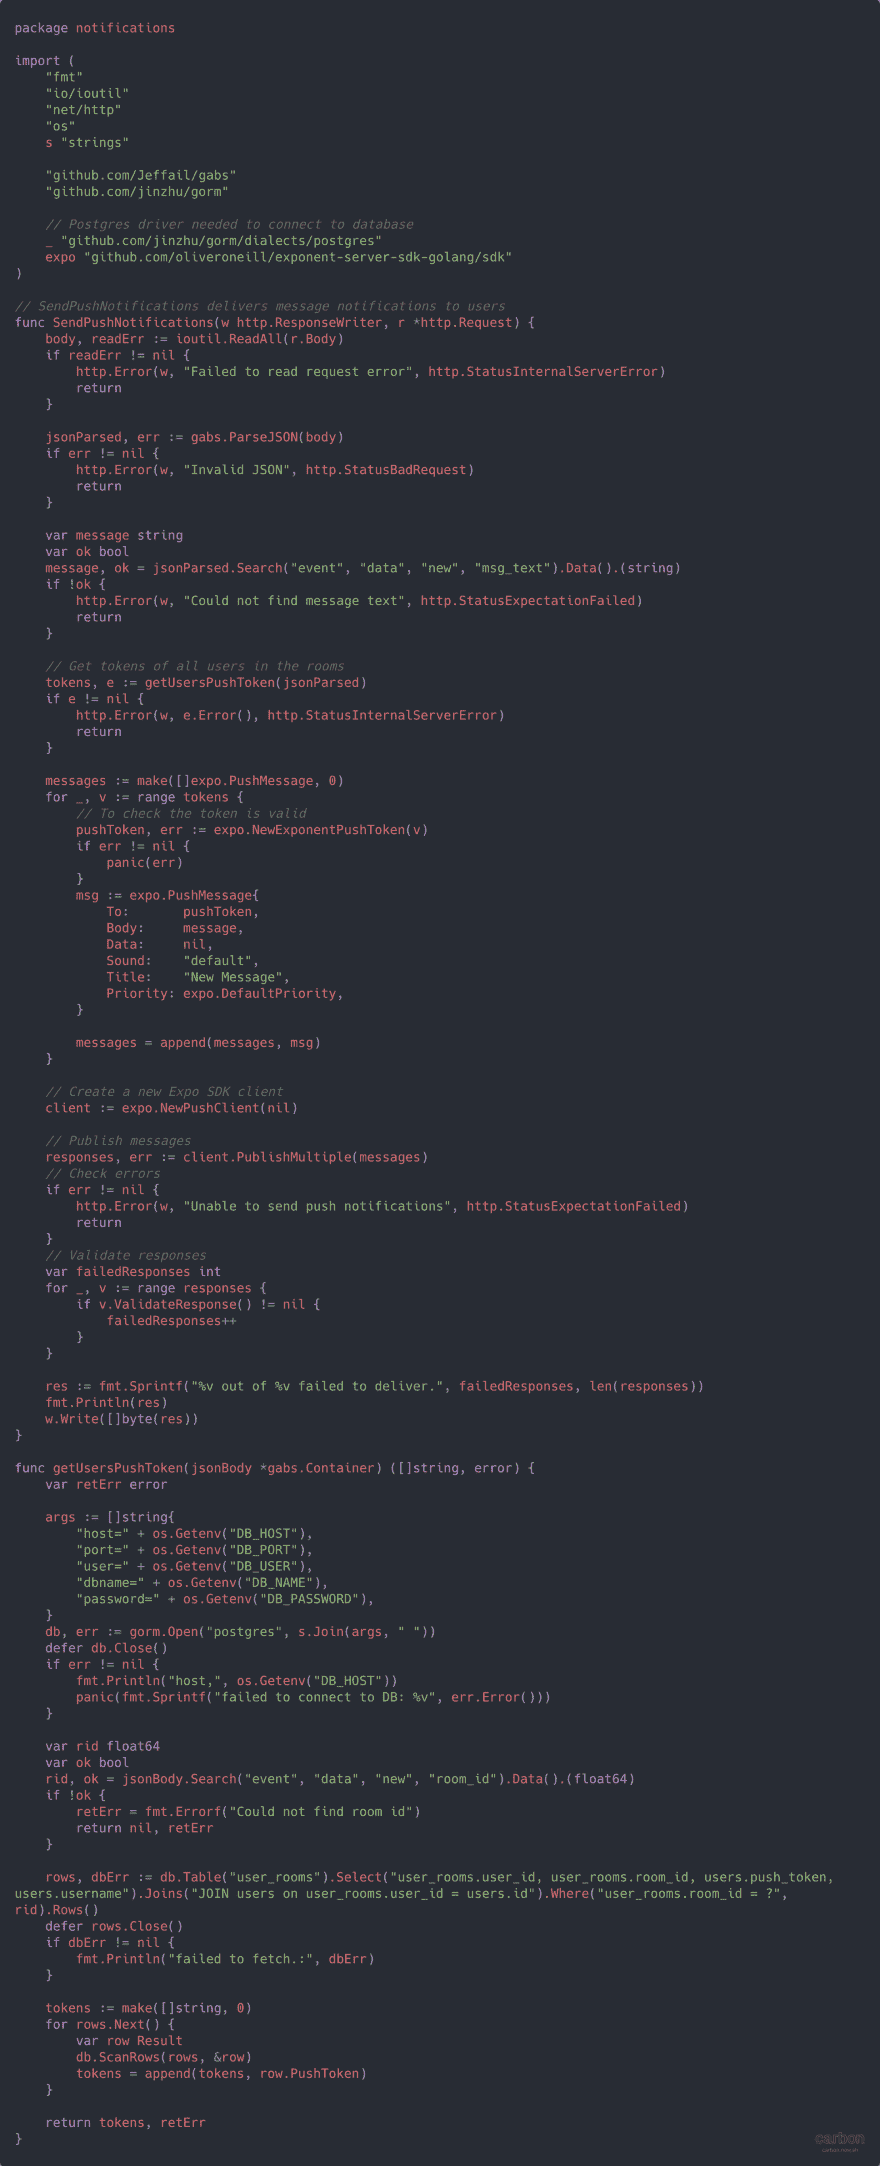 package notifications

import (
    "fmt"
    "io/ioutil"
    "net/http"
    "os"
    s "strings"

    "github.com/Jeffail/gabs"
    "github.com/jinzhu/gorm"

    // Postgres driver needed to connect to database
    _ "github.com/jinzhu/gorm/dialects/postgres"
    expo "github.com/oliveroneill/exponent-server-sdk-golang/sdk"
)

// SendPushNotifications delivers message notifications to users
func SendPushNotifications(w http.ResponseWriter, r *http.Request) {
    body, readErr := ioutil.ReadAll(r.Body)
    if readErr != nil {
        http.Error(w, "Failed to read request error", http.StatusInternalServerError)
        return
    }

    jsonParsed, err := gabs.ParseJSON(body)
    if err != nil {
        http.Error(w, "Invalid JSON", http.StatusBadRequest)
        return
    }

    var message string
    var ok bool
    message, ok = jsonParsed.Search("event", "data", "new", "msg_text").Data().(string)
    if !ok {
        http.Error(w, "Could not find message text", http.StatusExpectationFailed)
        return
    }

    // Get tokens of all users in the rooms
    tokens, e := getUsersPushToken(jsonParsed)
    if e != nil {
        http.Error(w, e.Error(), http.StatusInternalServerError)
        return
    }

    messages := make([]expo.PushMessage, 0)
    for _, v := range tokens {
        // To check the token is valid
        pushToken, err := expo.NewExponentPushToken(v)
        if err != nil {
            panic(err)
        }
        msg := expo.PushMessage{
            To:       pushToken,
            Body:     message,
            Data:     nil,
            Sound:    "default",
            Title:    "New Message",
            Priority: expo.DefaultPriority,
        }

        messages = append(messages, msg)
    }

    // Create a new Expo SDK client
    client := expo.NewPushClient(nil)

    // Publish messages
    responses, err := client.PublishMultiple(messages)
    // Check errors
    if err != nil {
        http.Error(w, "Unable to send push notifications", http.StatusExpectationFailed)
        return
    }
    // Validate responses
    var failedResponses int
    for _, v := range responses {
        if v.ValidateResponse() != nil {
            failedResponses++
        }
    }

    res := fmt.Sprintf("%v out of %v failed to deliver.", failedResponses, len(responses))
    fmt.Println(res)
    w.Write([]byte(res))
}

func getUsersPushToken(jsonBody *gabs.Container) ([]string, error) {
    var retErr error

    args := []string{
        "host=" + os.Getenv("DB_HOST"),
        "port=" + os.Getenv("DB_PORT"),
        "user=" + os.Getenv("DB_USER"),
        "dbname=" + os.Getenv("DB_NAME"),
        "password=" + os.Getenv("DB_PASSWORD"),
    }
    db, err := gorm.Open("postgres", s.Join(args, " "))
    defer db.Close()
    if err != nil {
        fmt.Println("host,", os.Getenv("DB_HOST"))
        panic(fmt.Sprintf("failed to connect to DB: %v", err.Error()))
    }

    var rid float64
    var ok bool
    rid, ok = jsonBody.Search("event", "data", "new", "room_id").Data().(float64)
    if !ok {
        retErr = fmt.Errorf("Could not find room id")
        return nil, retErr
    }

    rows, dbErr := db.Table("user_rooms").Select("user_rooms.user_id, user_rooms.room_id, users.push_token,
users.username").Joins("JOIN users on user_rooms.user_id = users.id").Where("user_rooms.room_id = ?",
rid).Rows()
    defer rows.Close()
    if dbErr != nil {
        fmt.Println("failed to fetch.:", dbErr)
    }

    tokens := make([]string, 0)
    for rows.Next() {
        var row Result
        db.ScanRows(rows, &row)
        tokens = append(tokens, row.PushToken)
    }

    return tokens, retErr
}
carbon